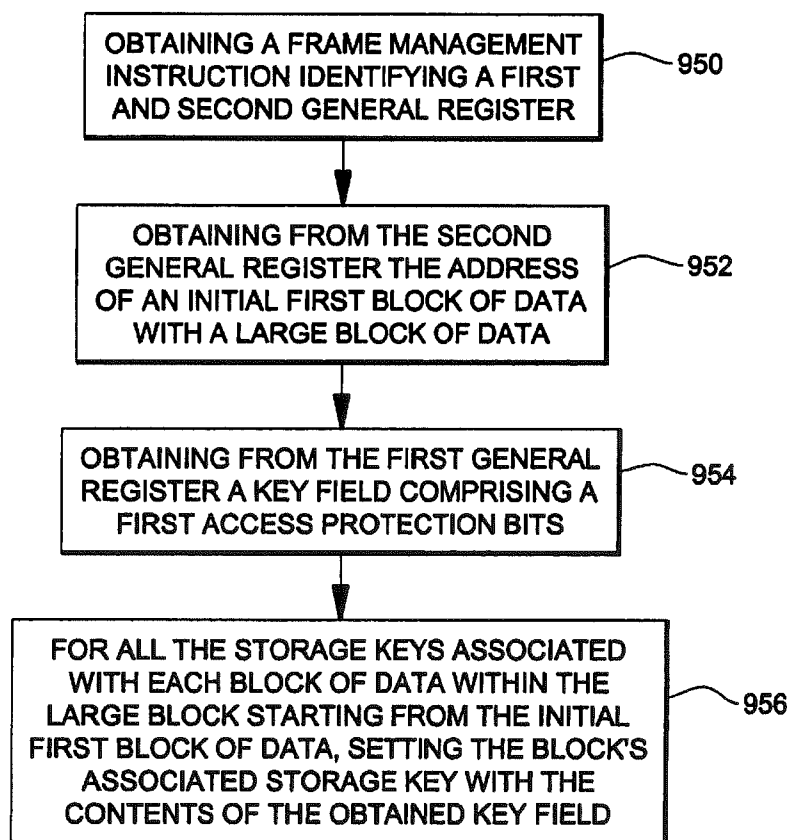 OBTAINING A FRAME MANAGEMENT
INSTRUCTION IDENTIFYING A FIRST
AND SECOND GENERAL REGISTER
950
OBTAINING FROM THE SECOND
GENERAL REGISTER THE ADDRESS
OF AN INITIAL FIRST BLOCK OF DATA
WITH A LARGE BLOCK OF DATA
952
OBTAINING FROM THE FIRST GENERAL
REGISTER A KEY FIELD COMPRISING A
FIRST ACCESS PROTECTION BITS
954
FOR ALL THE STORAGE KEYS ASSOCIATED
WITH EACH BLOCK OF DATA WITHIN THE
LARGE BLOCK STARTING FROM THE INITIAL
FIRST BLOCK OF DATA, SETTING THE BLOCK'S
ASSOCIATED STORAGE KEY WITH THE
CONTENTS OF THE OBTAINED KEY FIELD
956